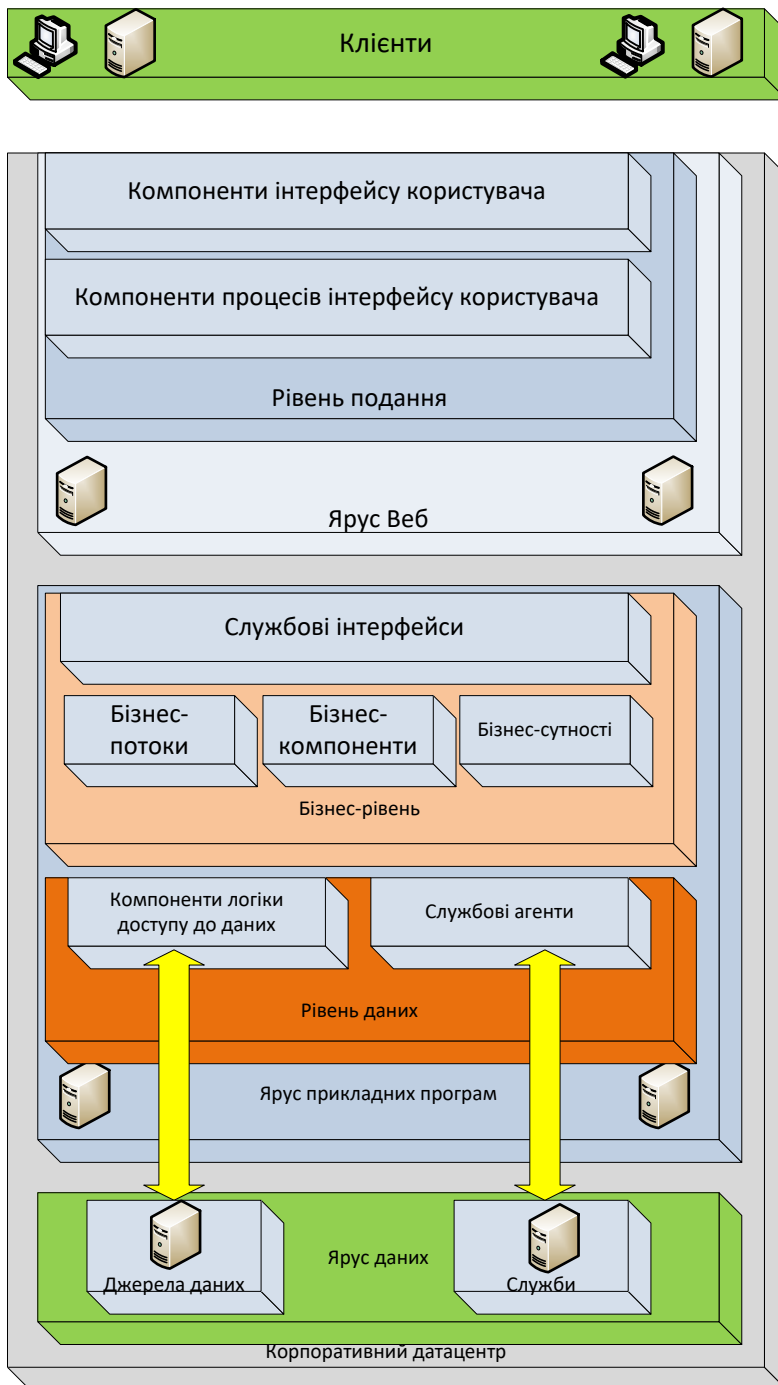 Клієнти
Компоненти інтерфейсу користувача
Компоненти процесів інтерфейсу користувача
Рівень подання
Ярус Веб
Службові інтерфейси
Бізнес-
потоки
Бізнес-
компоненти
Бізнес-сутності
Бізнес-рівень
Компоненти логіки
доступу до даних
Службові агенти
Рівень даних
Ярус прикладних програм
Джерела даних
Ярус даних
Служби
Корпоративний датацентр